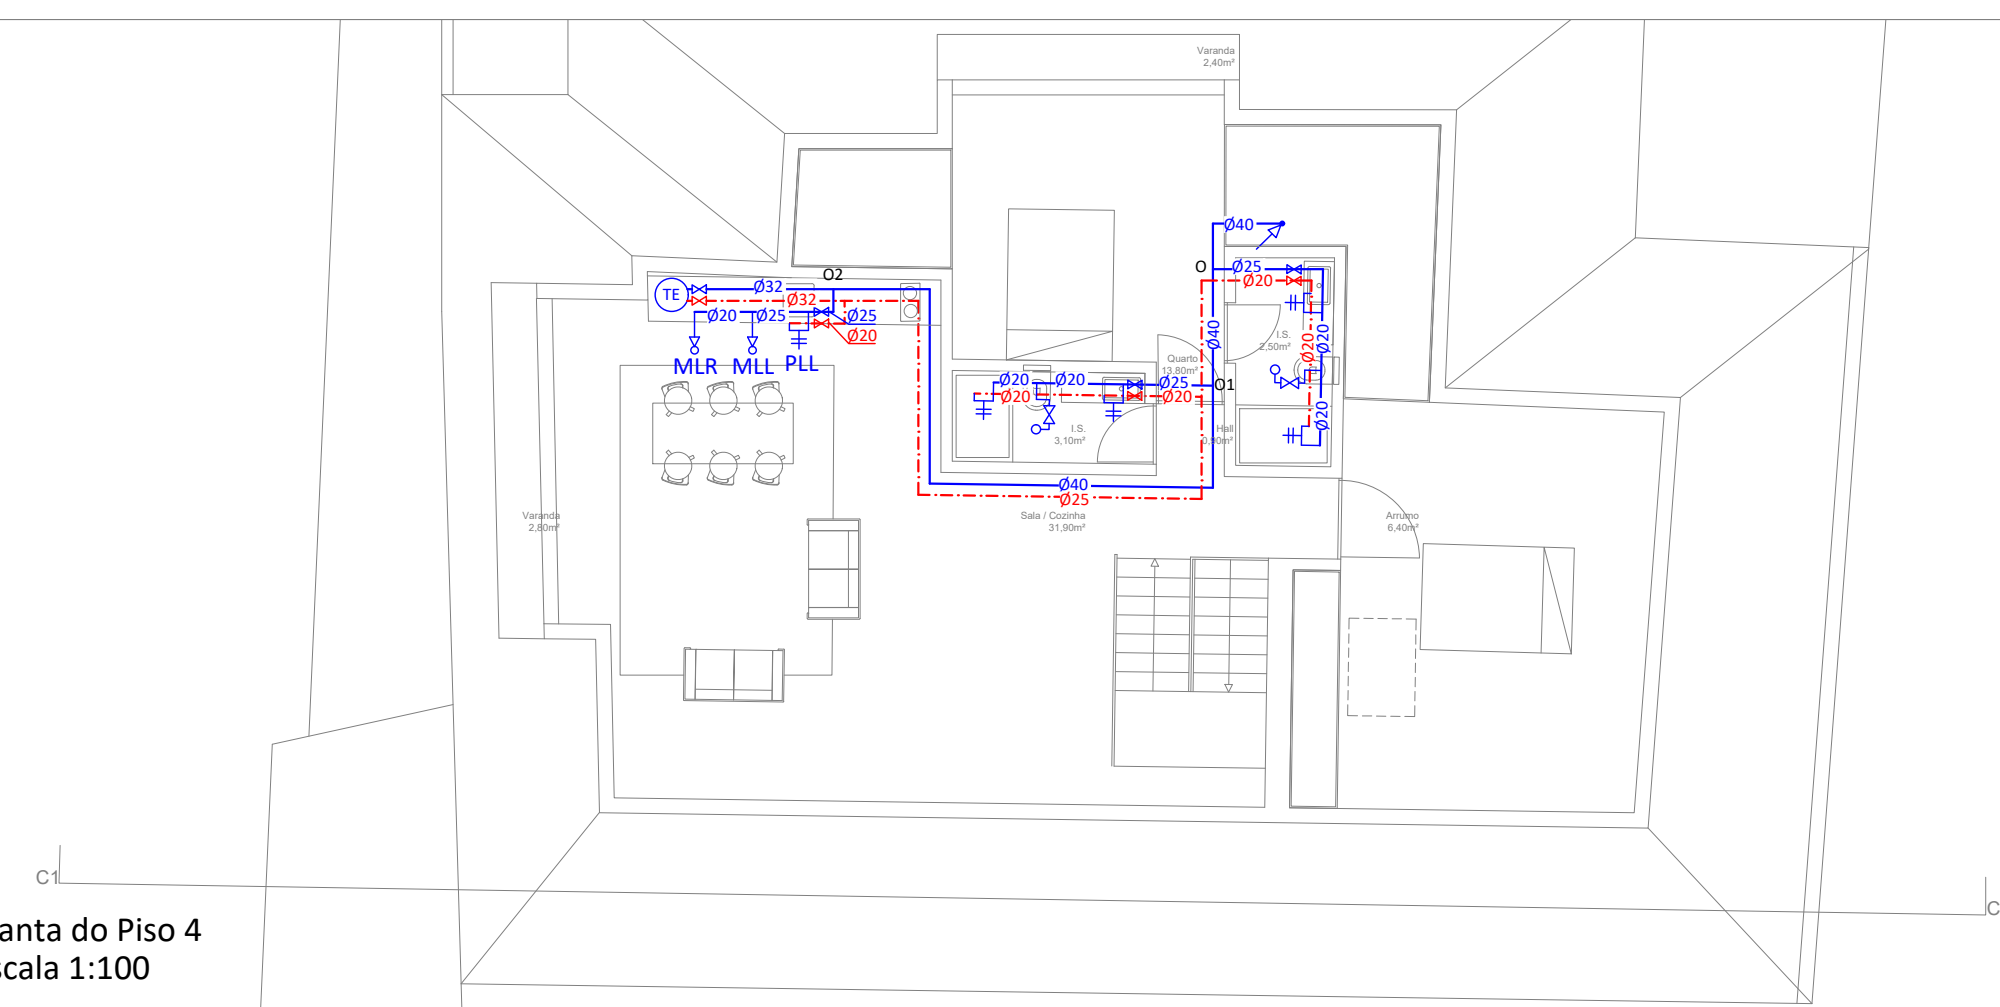 Varanda
2,40m²
Ø40
O
Ø25
Ø20
O2
TE
Ø32
Ø32
Ø20
Ø25
Ø25
Ø20
MLR
MLL
PLL
Ø40
I.S.
2,50m²
Ø20
Ø20
Quarto
13,80m²
Ø20
Ø20
Ø25
O1
Ø20
Ø20
Ø20
I.S.
3,10m²
Hall
Ø40
Ø25
Varanda
2,80m²
Sala / Cozinha
31,90m²
Arrumo
6,40m²
C1
C
anta do Piso 4
scala 1:100